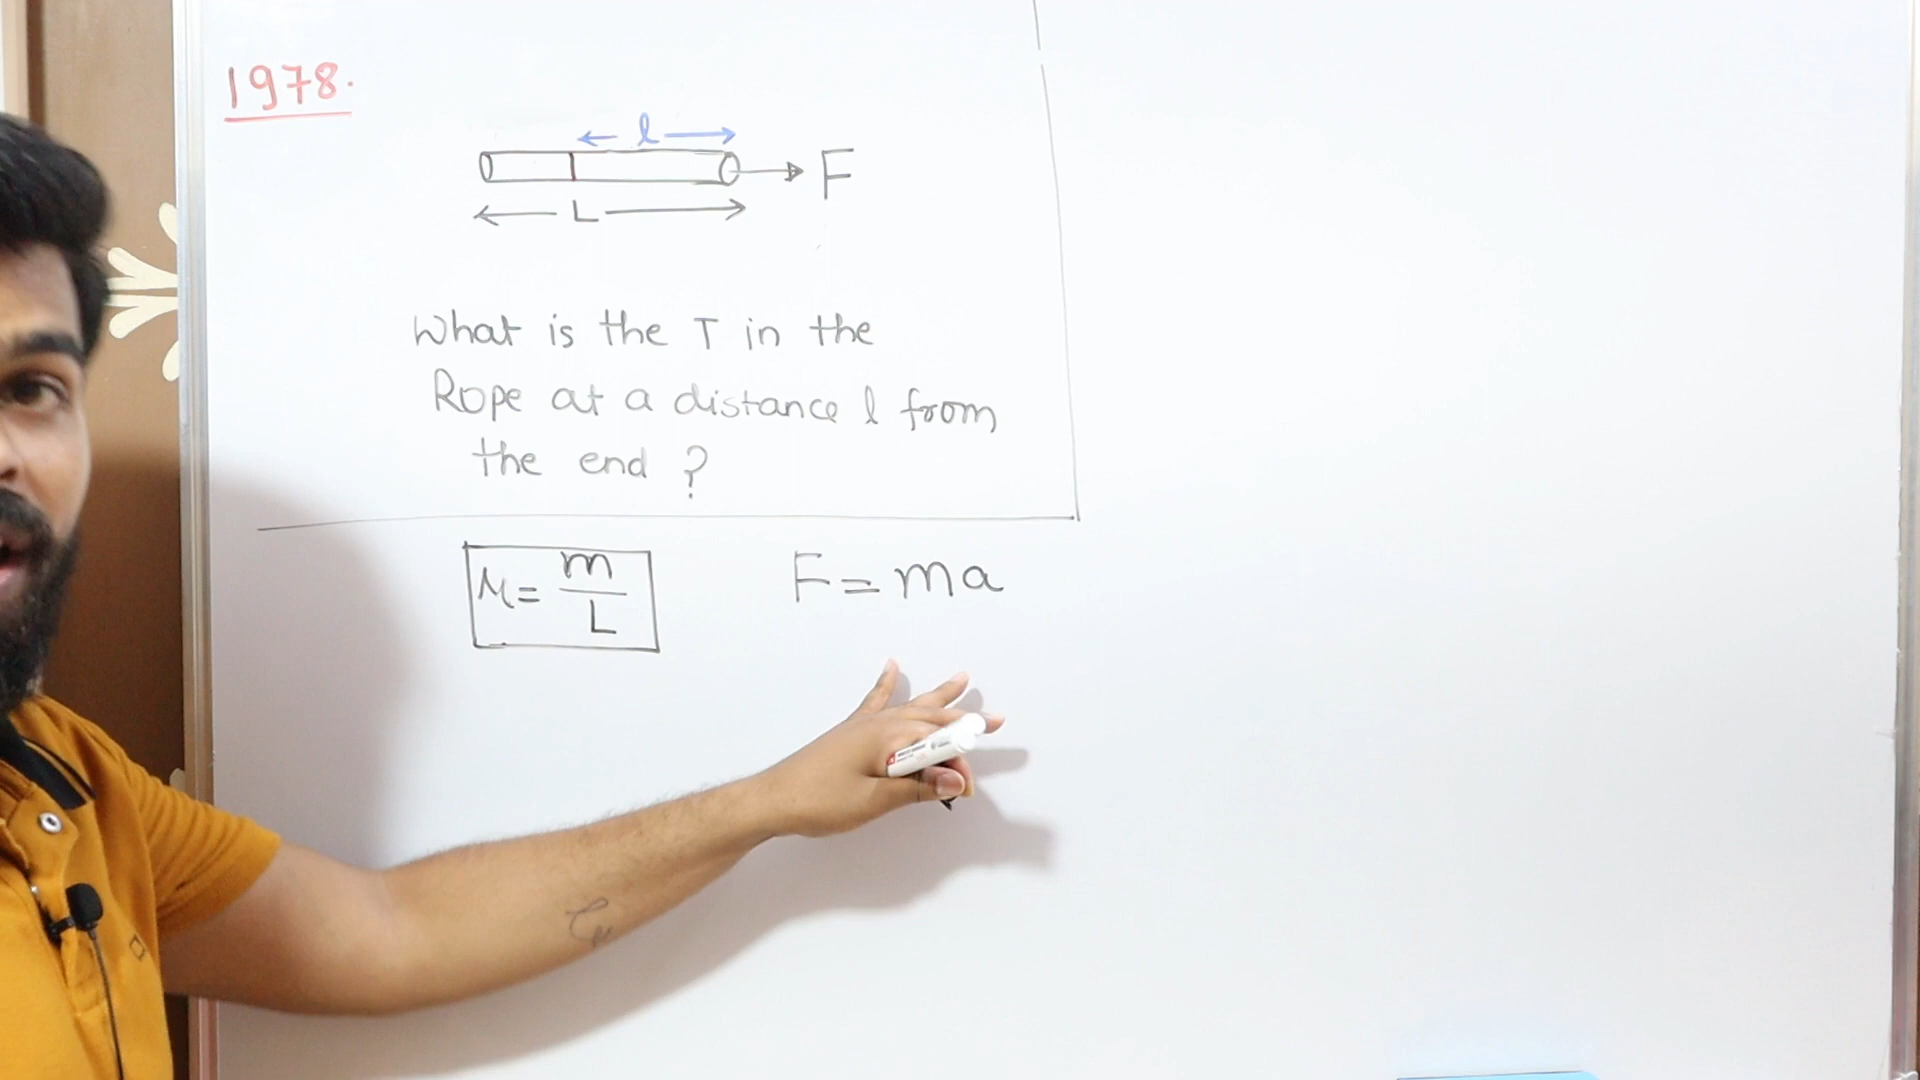 1978.
l
F
L
What is the T in the
Rope at a distance l from
the end ?
μ = m/L
F = ma